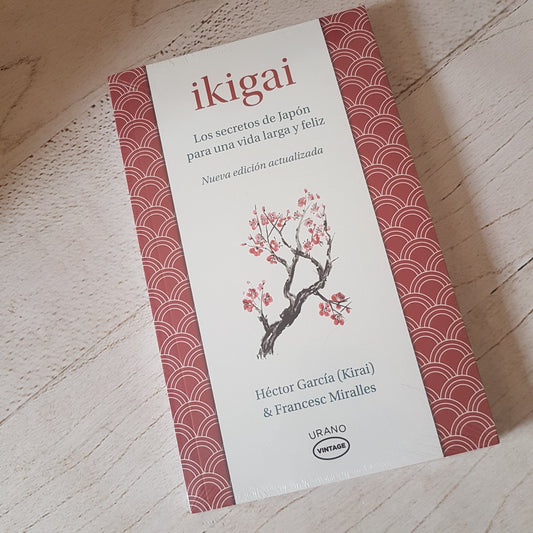 ikigai
Los secretos de Japón
para una vida larga y feliz
Nueva edición actualizada
Héctor García (Kirai)
& Francesc Miralles
URANO
VINTAGE